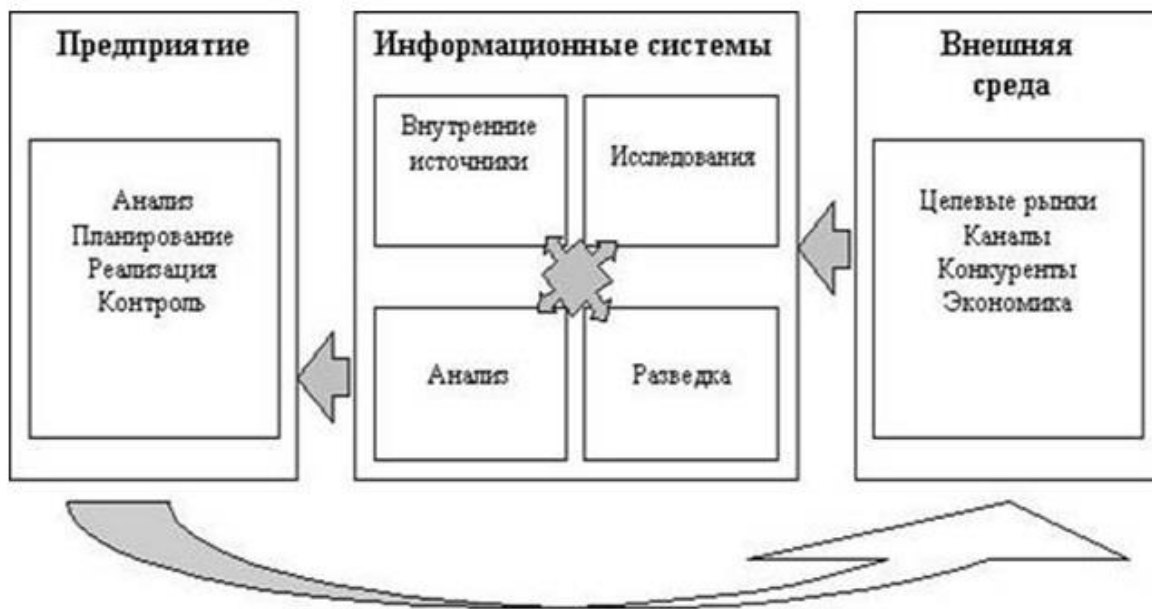 Предприятие
Анализ
Планирование
Реализация
Контроль
Информационные системы
Внутренние
источники
Исследования
Анализ
Разведка
Внешняя
среда
Целевые рынки
Каналы
Конкуренты
Экономика